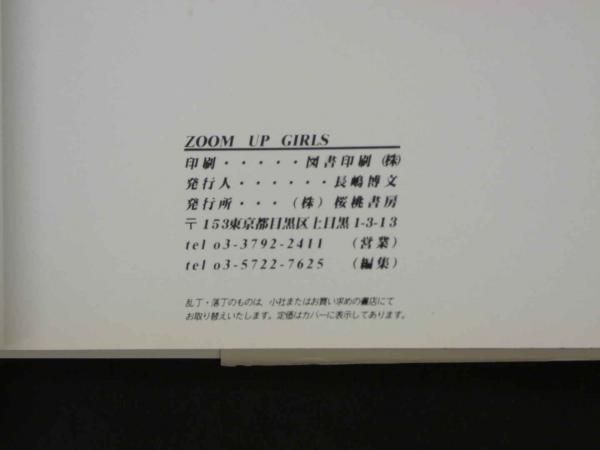 ZOOM UP GIRLS
印刷・・・・・図書印刷㈱
発行人・・・・・・長嶋博文
発行所・・・(株)桜桃書房
〒153東京都目黒区上目黒1-3-13
tel o3-3792-2411 (営業)
tel o3-5722-7625 (編集)
乱丁・落丁のものは、小社またはお買い求めの書店にて
お取り替えいたします。定価はカバーに表示してあります。